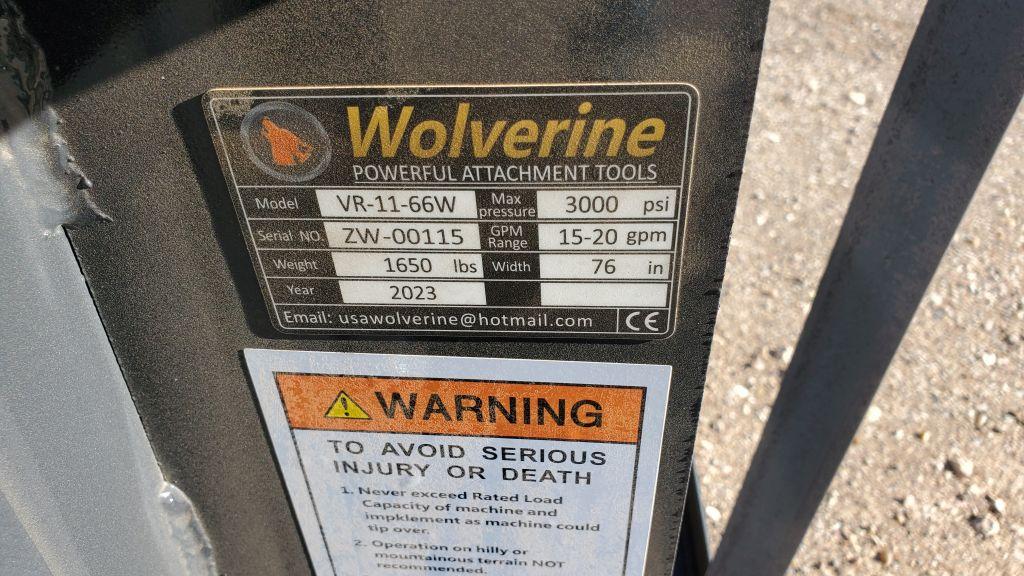 Wolverine
POWERFUL ATTACHMENT TOOLS
Model VR-11-66W Max pressure 3000 psi
Serial NO. ZW-00115 GPM Range 15-20 gpm
Weight 1650 lbs Width 76 in
Year 2023
Email: usawolverine@hotmail.com CE
WARNING
TO AVOID SERIOUS
INJURY OR DEATH
1. Never exceed Rated Load
Capacity of machine and
impklement as machine could
tip over.
2. Operation on hilly or
mountainous terrain NOT
recommended.